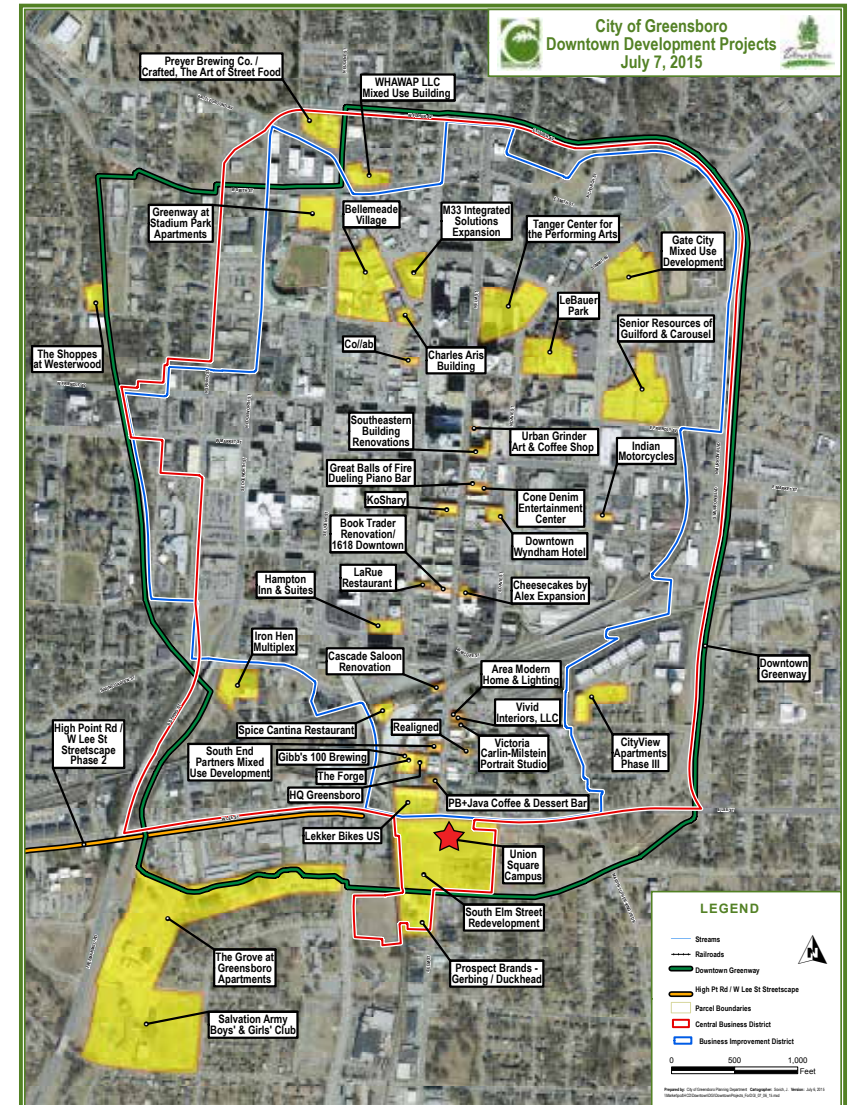 City of Greensboro
Downtown Development Projects
July 7, 2015
Preyer Brewing Co. /
Crafted, The Art of Street Food
WHAWAP LLC
Mixed Use Building
Greenway at
Stadium Park
Apartments
Bellemeade
Village
M33 Integrated
Solutions
Expansion
Tanger Center for
the Performing Arts
Gate City
Mixed Use
Development
LeBauer
Park
Senior Resources of
Guilford & Carousel
The Shoppes
at Westerwood
Co//ab
Charles Aris
Building
Southeastern
Building
Renovations
Urban Grinder
Art & Coffee Shop
Indian
Motorcycles
Great Balls of Fire
Dueling Piano Bar
KoShary
Cone Denim
Entertainment
Center
Book Trader
Renovation/
1618 Downtown
Downtown
Wyndham Hotel
LaRue
Restaurant
Hampton
Inn & Suites
Cheesecakes by
Alex Expansion
Iron Hen
Multiplex
Cascade Saloon
Renovation
Area Modern
Home & Lighting
Downtown
Greenway
Vivid
Interiors, LLC
High Point Rd /
W Lee St
Streetscape
Phase 2
Spice Cantina Restaurant
Realigned
Victoria
Carlin-Milstein
Portrait Studio
CityView
Apartments
Phase III
South End
Partners Mixed
Use Development
Gibb's 100 Brewing
The Forge
HQ Greensboro
PB+Java Coffee & Dessert Bar
Lekker Bikes US
Union
Square
Campus
South Elm Street
Redevelopment
The Grove at
Greensboro
Apartments
Prospect Brands -
Gerbing / Duckhead
Salvation Army
Boys' & Girls' Club
LEGEND
Streams
Railroads
Downtown Greenway
High Pt Rd / W Lee St Streetscape
Parcel Boundaries
Central Business District
Business Improvement District
0 500 1,000
Feet